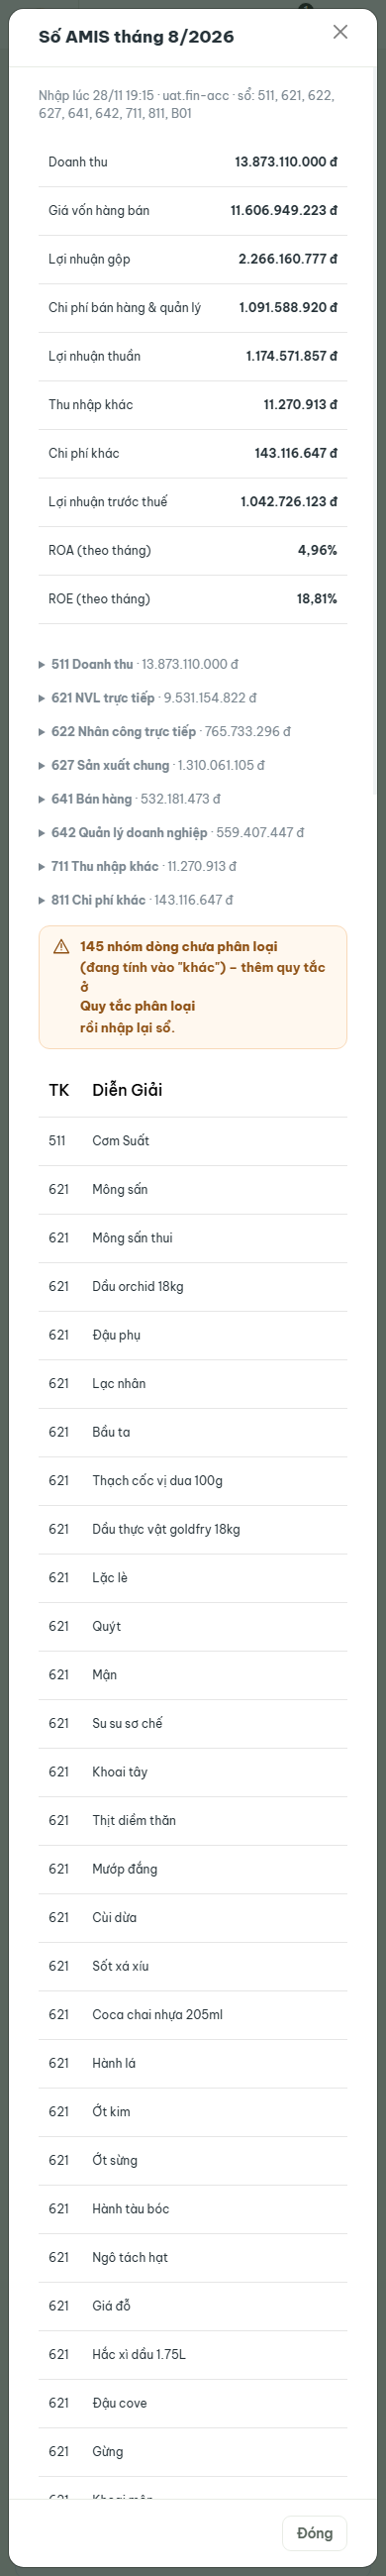 Số AMIS tháng 8/2026
Nhập lúc 28/11 19:15 · uat.fin-acc · sổ: 511, 621, 622,
627, 641, 642, 711, 811, B01
Doanh thu 13.873.110.000 đ
Giá vốn hàng bán 11.606.949.223 đ
Lợi nhuận gộp 2.266.160.777 đ
Chi phí bán hàng & quản lý 1.091.588.920 đ
Lợi nhuận thuần 1.174.571.857 đ
Thu nhập khác 11.270.913 đ
Chi phí khác 143.116.647 đ
Lợi nhuận trước thuế 1.042.726.123 đ
ROA (theo tháng) 4,96%
ROE (theo tháng) 18,81%
511 Doanh thu · 13.873.110.000 đ
621 NVL trực tiếp · 9.531.154.822 đ
622 Nhân công trực tiếp · 765.733.296 đ
627 Sản xuất chung · 1.310.061.105 đ
641 Bán hàng · 532.181.473 đ
642 Quản lý doanh nghiệp · 559.407.447 đ
711 Thu nhập khác · 11.270.913 đ
811 Chi phí khác · 143.116.647 đ
145 nhóm dòng chưa phân loại
(đang tính vào "khác") – thêm quy tắc
ở
Quy tắc phân loại
rồi nhập lại sổ.
TK Diễn Giải
511 Cơm Suất
621 Mông sấn
621 Mông sấn thui
621 Dầu orchid 18kg
621 Đậu phụ
621 Lạc nhân
621 Bầu ta
621 Thạch cốc vị dua 100g
621 Dầu thực vật goldfry 18kg
621 Lặc lè
621 Quýt
621 Mận
621 Su su sơ chế
621 Khoai tây
621 Thịt diềm thăn
621 Mướp đắng
621 Cùi dừa
621 Sốt xá xíu
621 Coca chai nhựa 205ml
621 Hành lá
621 Ớt kim
621 Ớt sừng
621 Hành tàu bóc
621 Ngô tách hạt
621 Giá đỗ
621 Hắc xì dầu 1.75L
621 Đậu cove
621 Gừng
Đóng